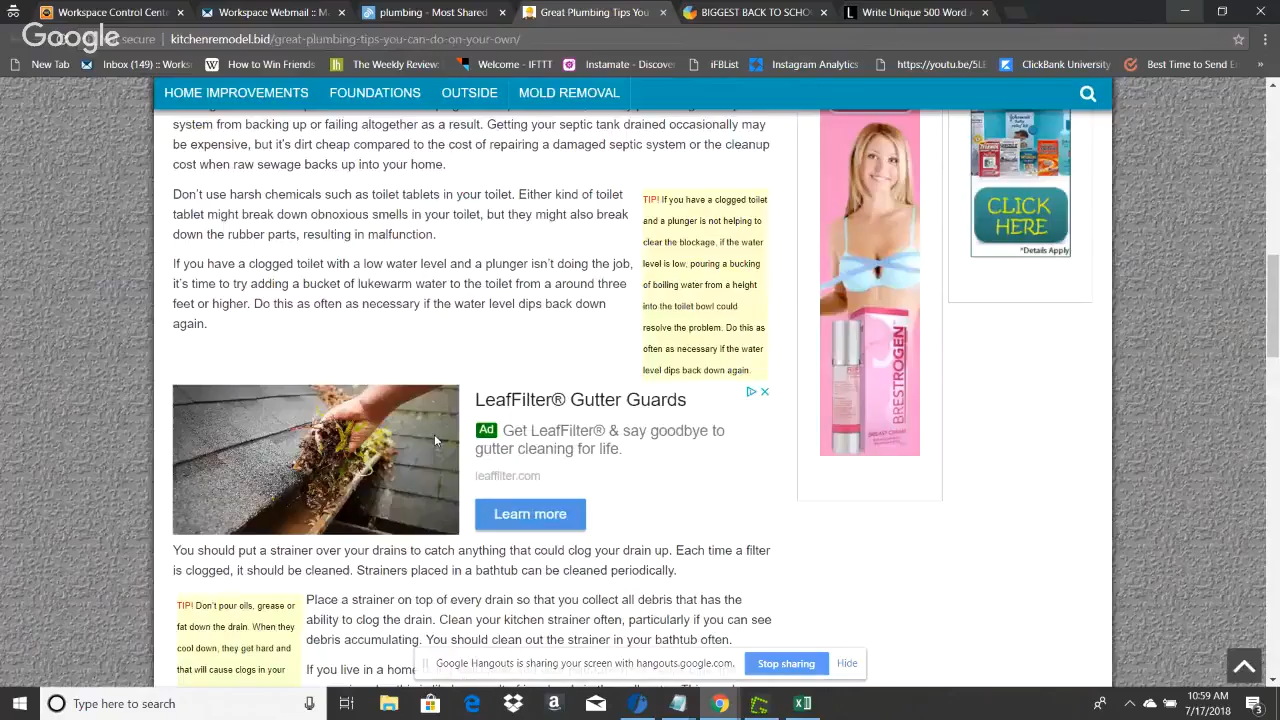 Workspace Control Cent
Workspace Webmail :: M
plumbing - Most Shared
Great Plumbing Tips You
BIGGEST BACK TO SCHO
Write Unique 500 Word
Google
secure | kitchenremodel.bid/great-plumbing-tips-you-can-do-on-your-own/
New Tab
Inbox (149) :: Works
How to Win Friends
The Weekly Review:
Welcome - IFTTT
Instamate - Discover
iFBList
Instagram Analytics
https://youtu.be/5L
ClickBank University
Best Time to Send E
»
HOME IMPROVEMENTS FOUNDATIONS OUTSIDE MOLD REMOVAL
system from backing up or failing altogether as a result. Getting your septic tank drained occasionally may
be expensive, but it's dirt cheap compared to the cost of repairing a damaged septic system or the cleanup
cost when raw sewage backs up into your home.
Don't use harsh chemicals such as toilet tablets in your toilet. Either kind of toilet
tablet might break down obnoxious smells in your toilet, but they might also break
down the rubber parts, resulting in malfunction.
If you have a clogged toilet with a low water level and a plunger isn't doing the job,
it's time to try adding a bucket of lukewarm water to the toilet from a around three
feet or higher. Do this as often as necessary if the water level dips back down
again.
TIP! If you have a clogged toilet
and a plunger is not helping to
clear the blockage, if the water
level is low, pouring a bucking
of boiling water from a height
into the toilet bowl could
resolve the problem. Do this as
often as necessary if the water
level dips back down again.
LeafFilter® Gutter Guards
Ad Get LeafFilter® & say goodbye to
gutter cleaning for life.
leaffilter.com
Learn more
You should put a strainer over your drains to catch anything that could clog your drain up. Each time a filter
is clogged, it should be cleaned. Strainers placed in a bathtub can be cleaned periodically.
TIP! Don't pour oils, grease or
fat down the drain. When they
cool down, they get hard and
that will cause clogs in your
Place a strainer on top of every drain so that you collect all debris that has the
ability to clog the drain. Clean your kitchen strainer often, particularly if you can see
debris accumulating. You should clean out the strainer in your bathtub often.
If you live in a home
BRESTROGEN
CLICK
HERE
*Details Apply
Google Hangouts is sharing your screen with hangouts.google.com.
Stop sharing
Hide
Type here to search
10:59 AM
7/17/2018
3